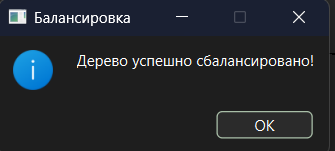 Балансировка
Дерево успешно сбалансировано!
OK